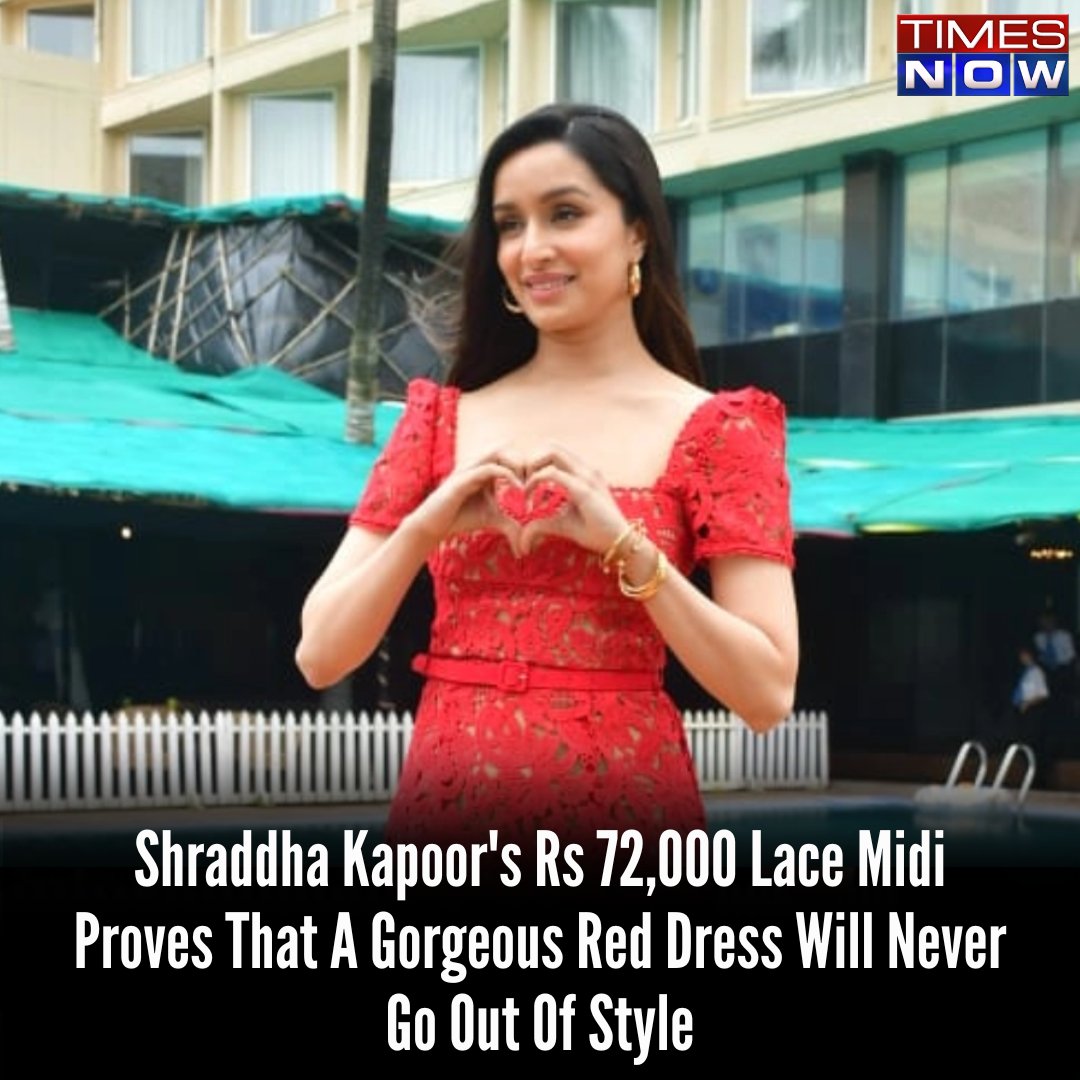 TIMES
NOW
Shraddha Kapoor's Rs 72,000 Lace Midi
Proves That A Gorgeous Red Dress Will Never
Go Out Of Style